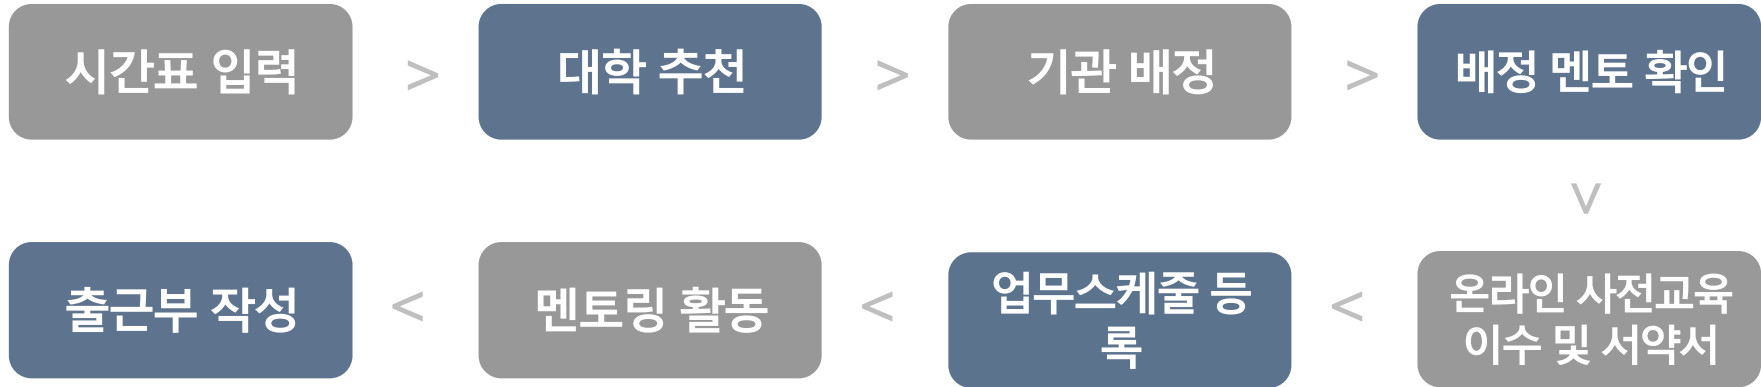 시간표 입력
>
대학 추천
>
기관 배정
>
배정 멘토 확인
>
온라인 사전교육
이수 및 서약서
<
업무스케줄 등
록
<
멘토링 활동
<
출근부 작성